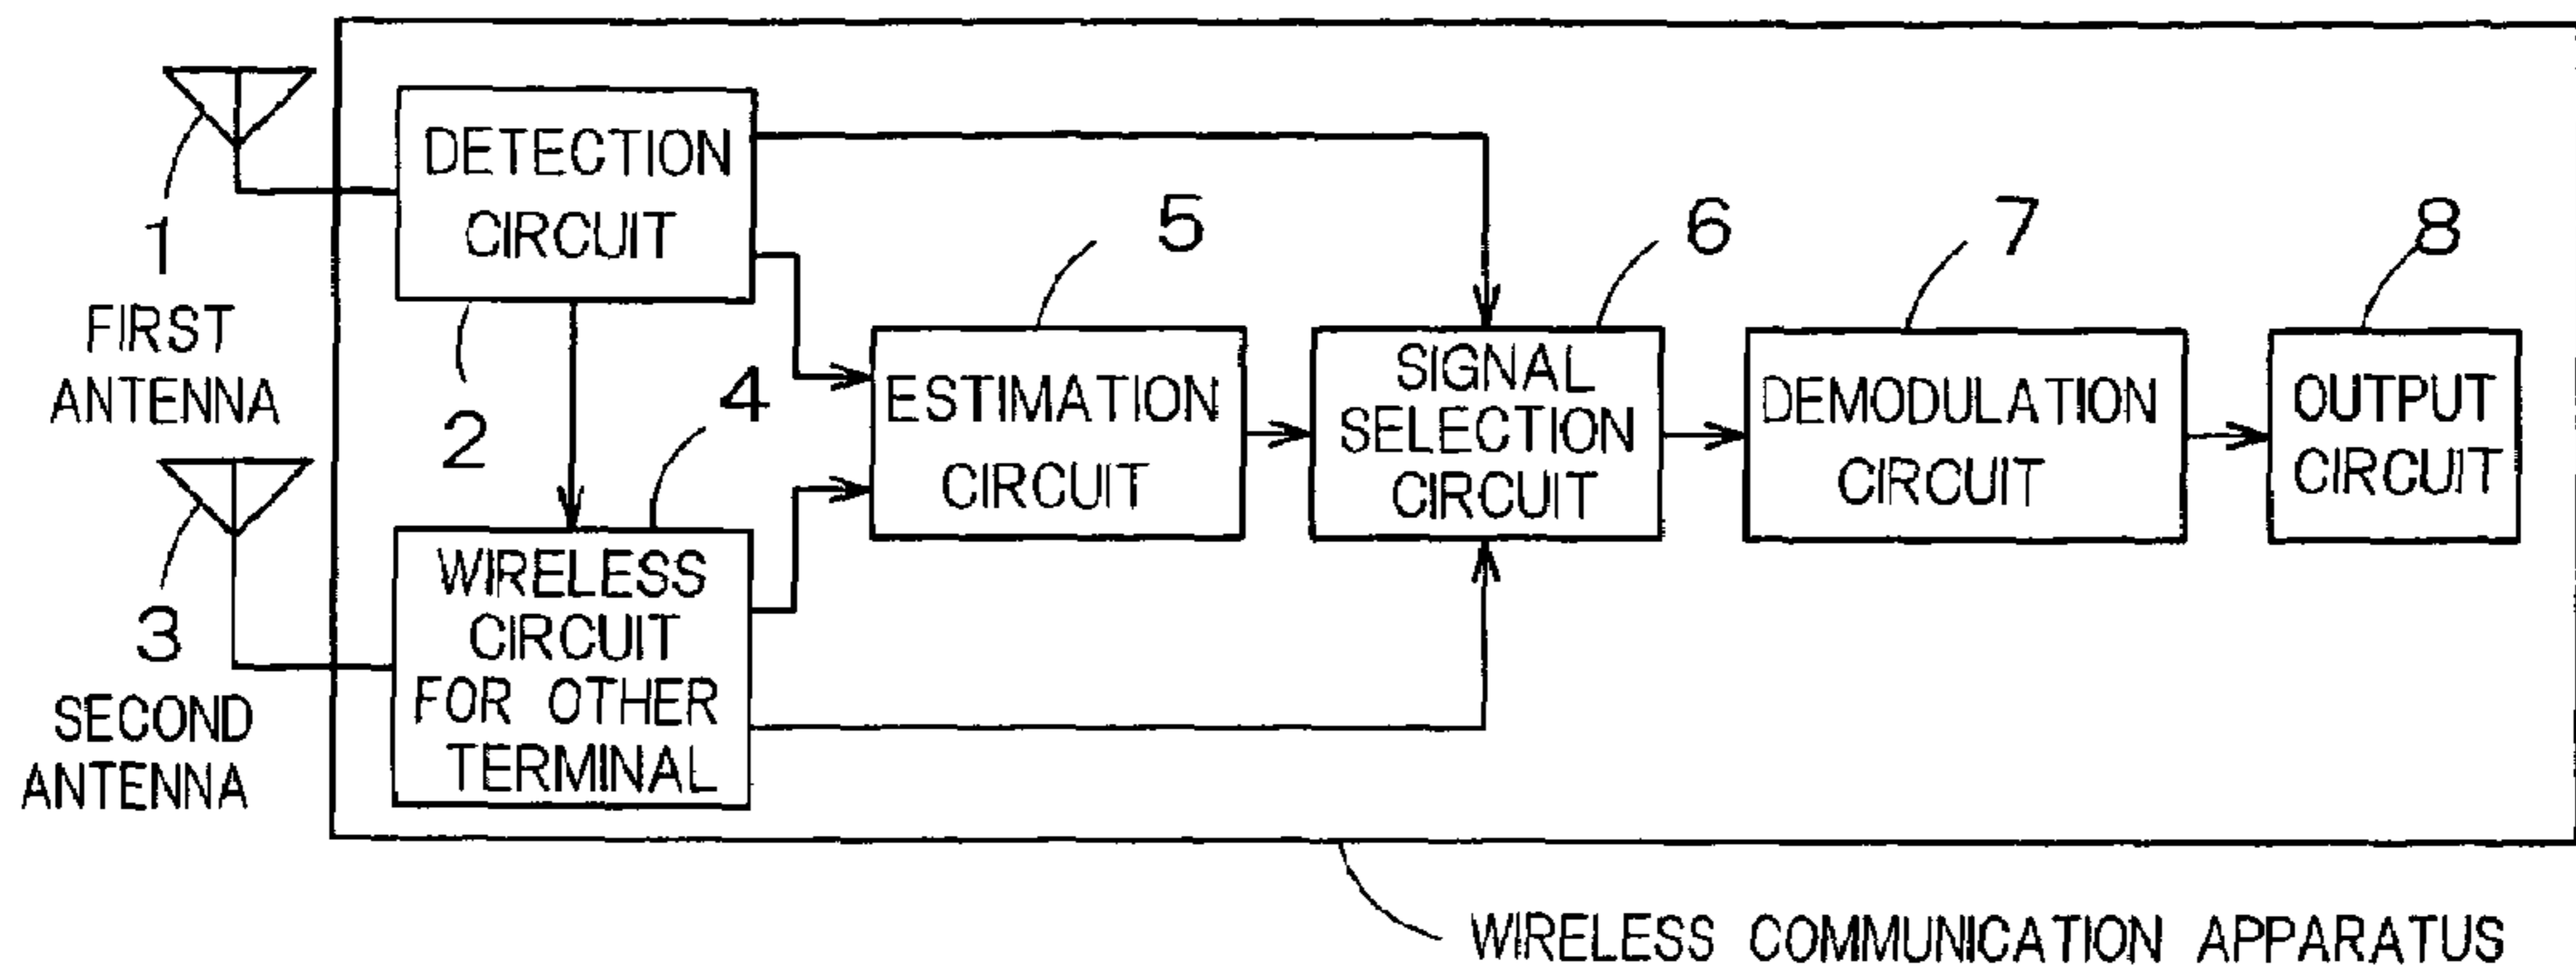 DETECTION
CIRCUIT
1
FIRST
ANTENNA
2
3
SECOND
ANTENNA
4
WIRELESS
CIRCUIT
FOR OTHER
TERMINAL
5
ESTIMATION
CIRCUIT
6
SIGNAL
SELECTION
CIRCUIT
7
DEMODULATION
CIRCUIT
8
OUTPUT
CIRCUIT
WIRELESS COMMUNICATION APPARATUS